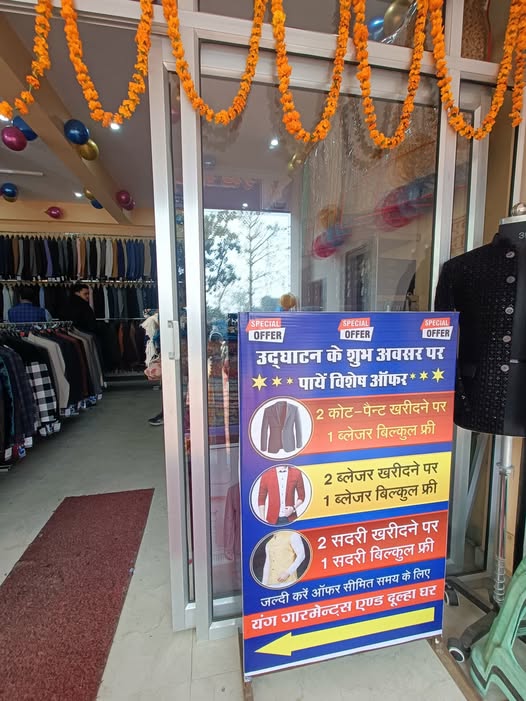 SPECIAL
OFFER
SPECIAL
OFFER
SPECIAL
OFFER
उद्घाटन के शुभ अवसर पर
पायें विशेष ऑफर
2 कोट-पैन्ट खरीदने पर
1 ब्लेजर बिल्कुल फ्री
2 ब्लेजर खरीदने पर
1 ब्लेजर बिल्कुल फ्री
2 सदरी खरीदने पर
1 सदरी बिल्कुल फ्री
जल्दी करें ऑफर सीमित समय के लिए
यंग गारमेन्ट्स एण्ड दूल्हा घर